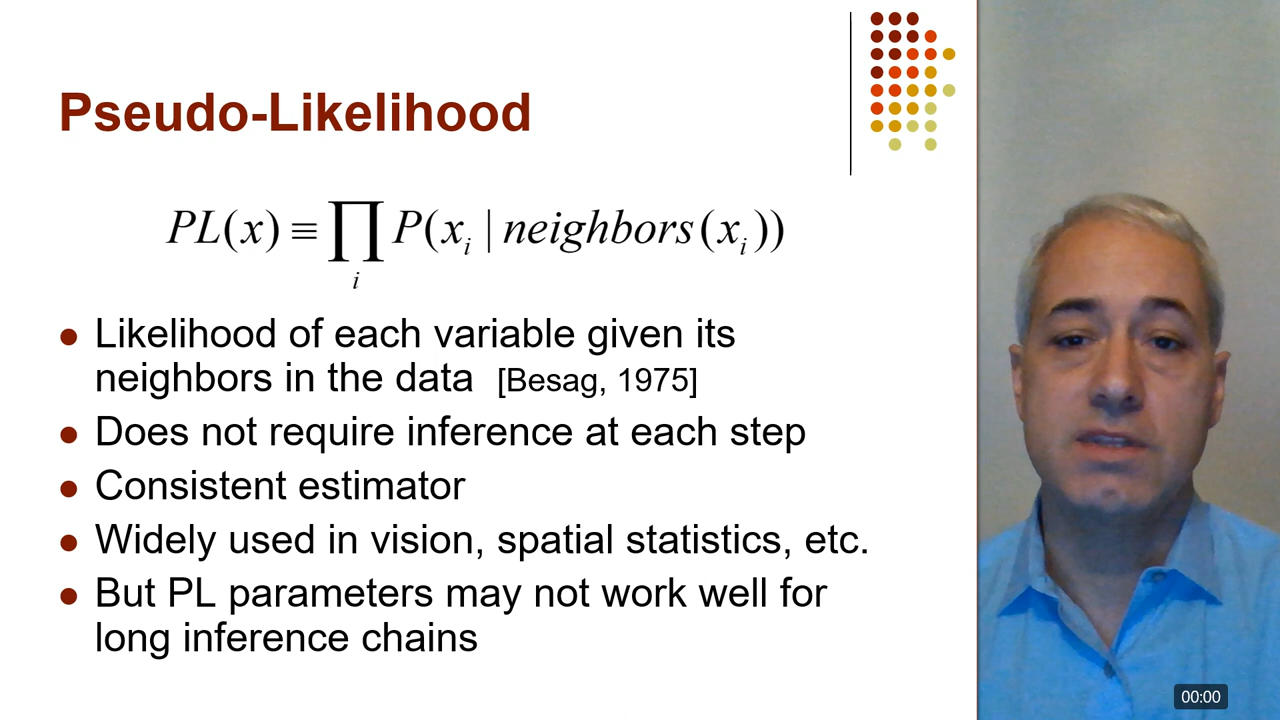 Pseudo-Likelihood
PL(x) ≡ ∏ P(x_i | neighbors(x_i))
i
● Likelihood of each variable given its
neighbors in the data [Besag, 1975]
● Does not require inference at each step
● Consistent estimator
● Widely used in vision, spatial statistics, etc.
● But PL parameters may not work well for
long inference chains
00:00